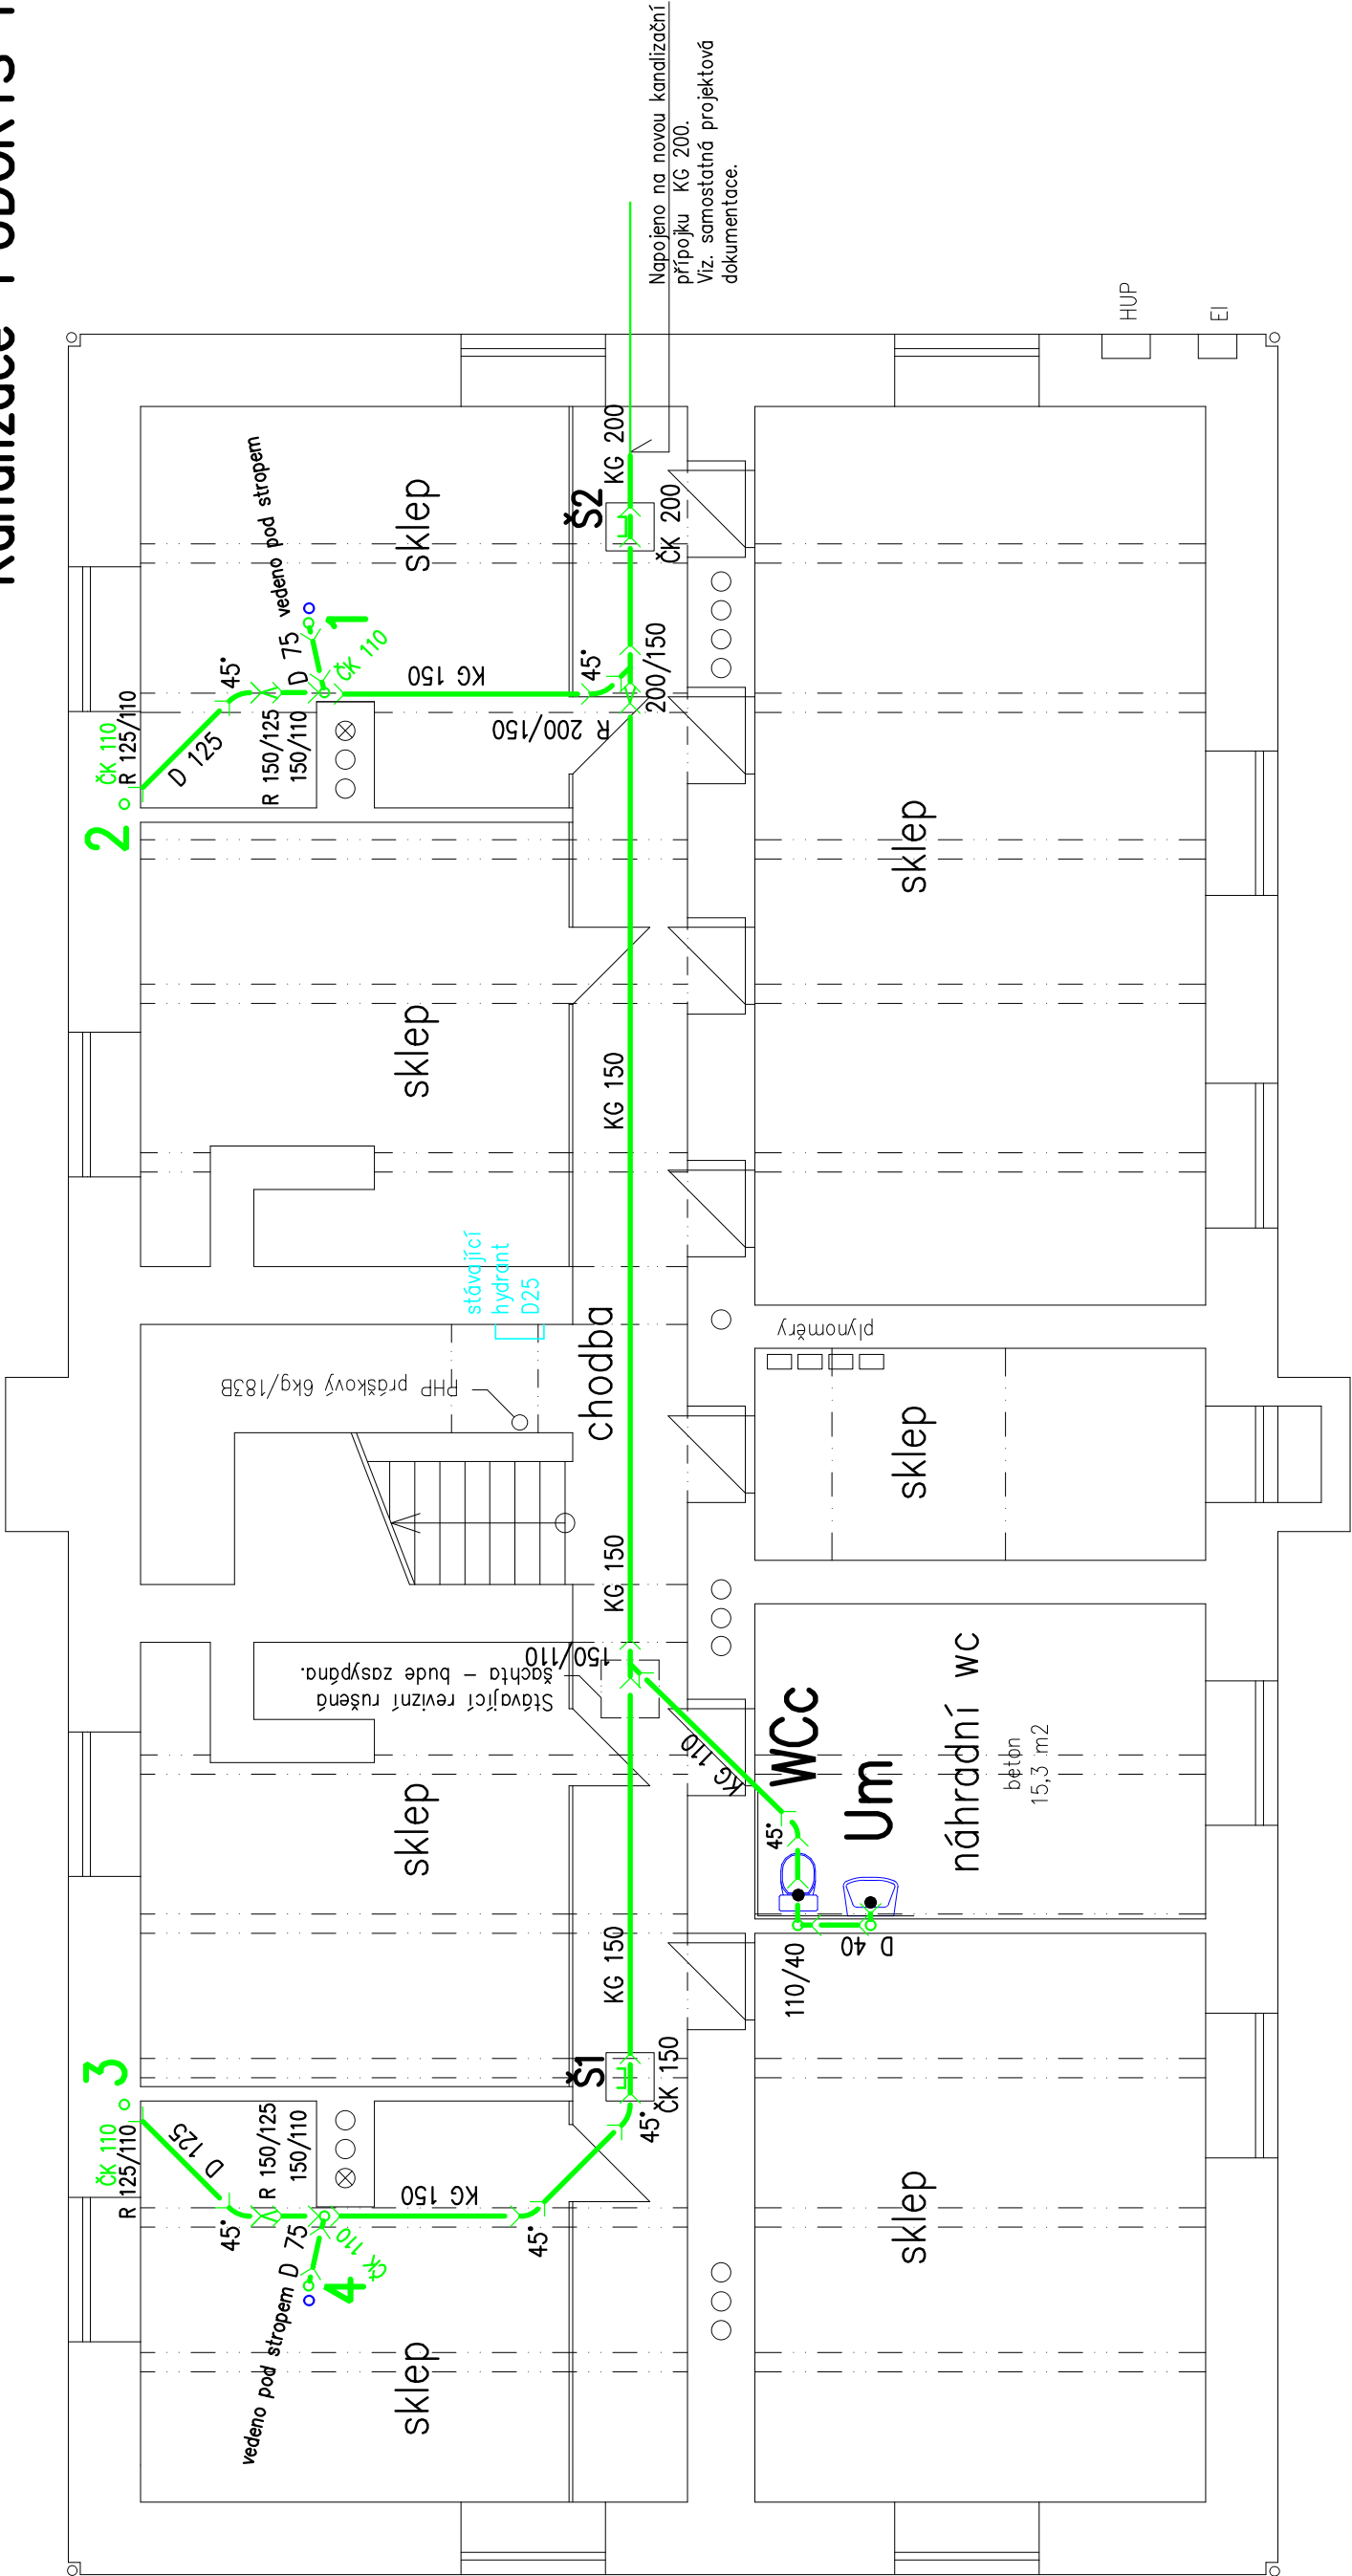 Kanalizace
Napojeno na novou kanalizační
přípojku KG 200.
Viz. samostatná projektová
dokumentace.
HUP
El
2
ČK 110
R 125/110
D 125
45°
R 150/125
150/110
D 75
vedeno pod stropem
1
ČK 110
KG 150
sklep
45°
R 200/150
200/150
Š2
KG 200
ČK 200
sklep
KG 150
sklep
stávající
hydrant
D25
PHP práškový 6kg/183B
chodba
plynoměry
sklep
KG 150
150/110
Stávající revizní rušená
šachta – bude zasypána.
KG 110
WCc
Um
náhradní WC
beton
15,3 m2
45°
110/40
D 40
sklep
KG 150
Š1
ČK 150
45°
3
ČK 110
R 125/110
D 125
45°
R 150/125
150/110
D 75
vedeno pod stropem
4
ČK 110
KG 150
45°
sklep
sklep